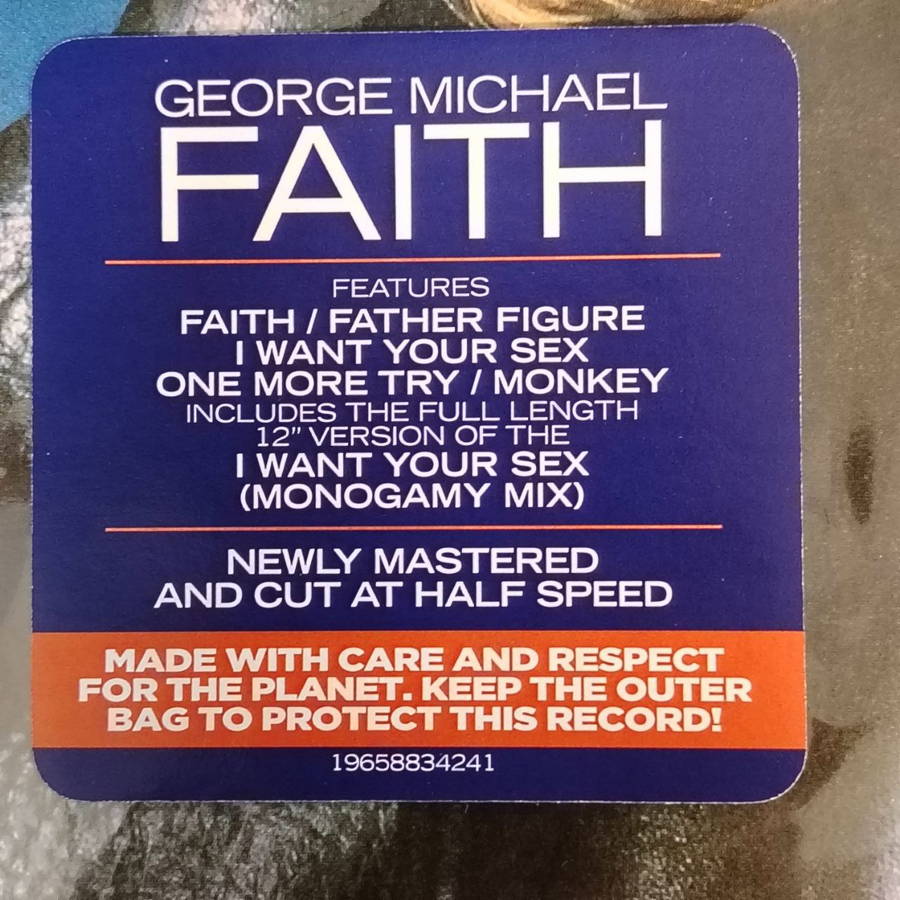 GEORGE MICHAEL
FAITH
FEATURES
FAITH / FATHER FIGURE
I WANT YOUR SEX
ONE MORE TRY / MONKEY
INCLUDES THE FULL LENGTH
12” VERSION OF THE
I WANT YOUR SEX
(MONOGAMY MIX)
NEWLY MASTERED
AND CUT AT HALF SPEED
MADE WITH CARE AND RESPECT
FOR THE PLANET. KEEP THE OUTER
BAG TO PROTECT THIS RECORD!
19658834241